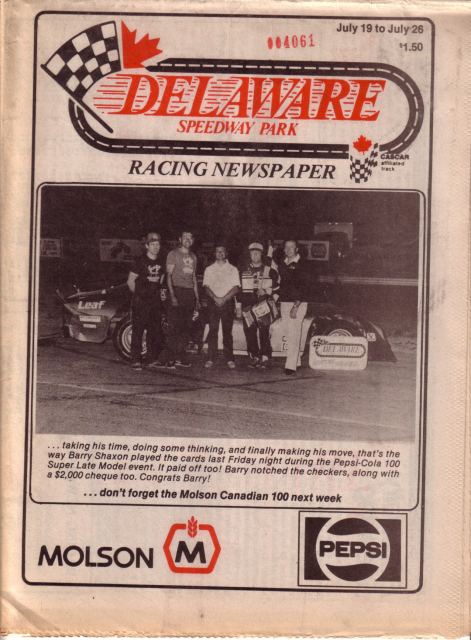 004061
July 19 to July 26
$1.50
DELAWARE
SPEEDWAY PARK
RACING NEWSPAPER
CASCAR
affiliated
track
Leaf
DELAWARE
. . . taking his time, doing some thinking, and finally making his move, that's the
way Barry Shaxon played the cards last Friday night during the Pepsi-Cola 100
Super Late Model event. It paid off too! Barry notched the checkers, along with
a $2,000 cheque too. Congrats Barry!
. . . don't forget the Molson Canadian 100 next week
MOLSON
M
PEPSI